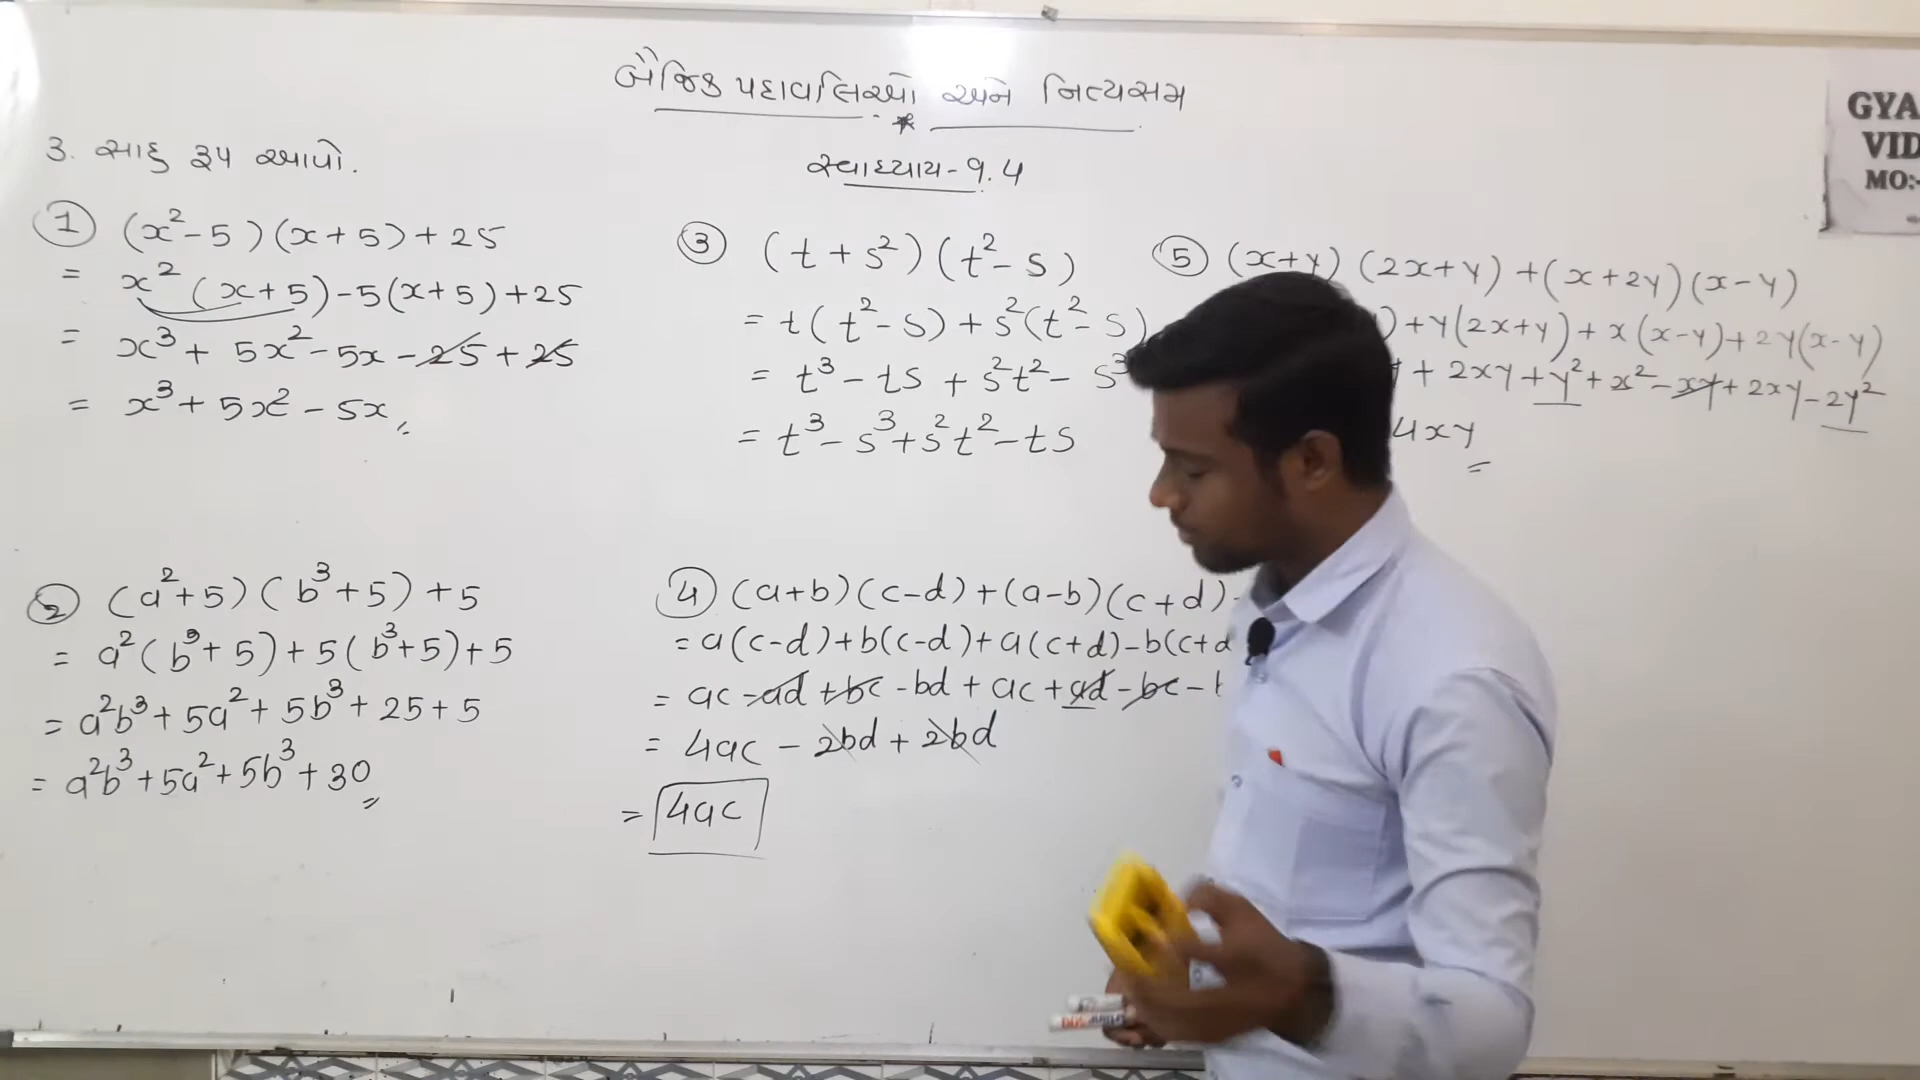 બૈજિક પદાવલિઓ અને નિત્યસમ
સ્વાધ્યાય - 9.4
3. સાદુ રૂપ આપો.
① (x² - 5)(x + 5) + 25
= x²(x + 5) - 5(x + 5) + 25
= x³ + 5x² - 5x - 25 + 25
= x³ + 5x² - 5x
② (a² + 5)(b³ + 5) + 5
= a²(b³ + 5) + 5(b³ + 5) + 5
= a²b³ + 5a² + 5b³ + 25 + 5
= a²b³ + 5a² + 5b³ + 30
③ (t + s²)(t² - s)
= t(t² - s) + s²(t² - s)
= t³ - ts + s²t² - s³
= t³ - s³ + s²t² - ts
④ (a+b)(c-d) + (a-b)(c+d)
= a(c-d) + b(c-d) + a(c+d) - b(c+d
= ac - ad + bc - bd + ac + ad - bc -
= 4ac - 2bd + 2bd
= 4ac
⑤ (x+y)(2x+y) + (x+2y)(x-y)
) + y(2x+y) + x(x-y) + 2y(x-y)
+ 2xy + y² + x² - xy + 2xy - 2y²
4xy
GYA
VID
MO:-